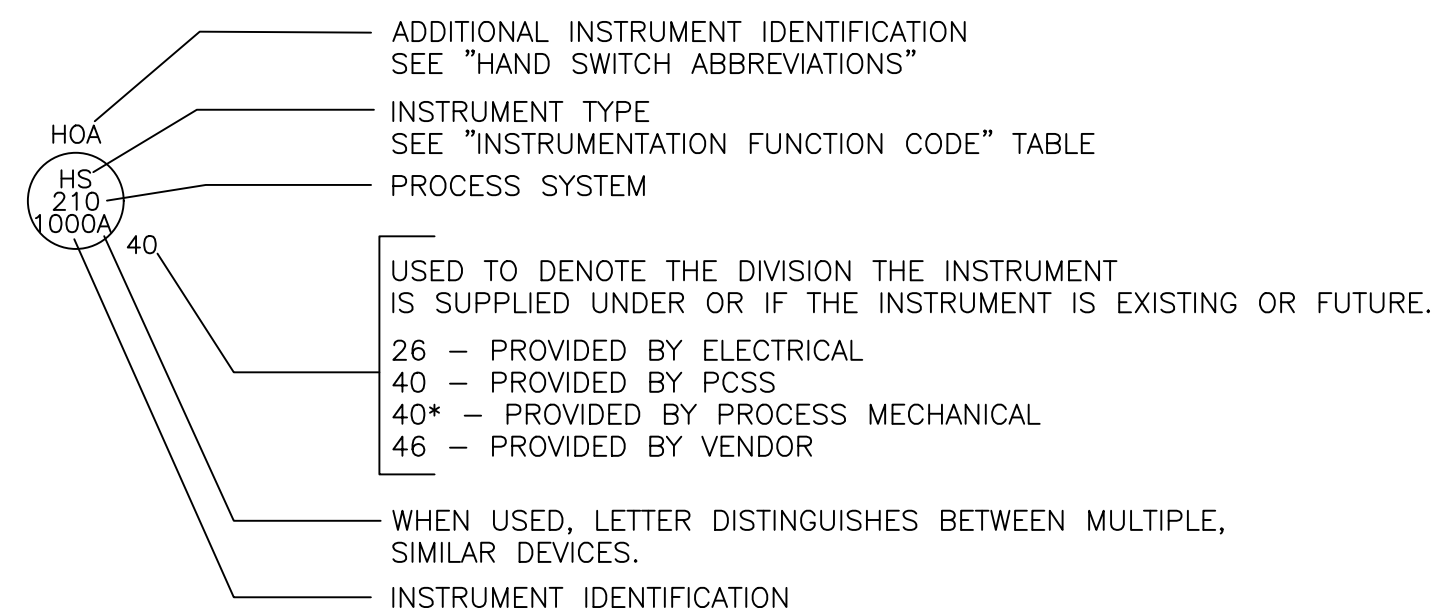 ADDITIONAL INSTRUMENT IDENTIFICATION
SEE ”HAND SWITCH ABBREVIATIONS”
HOA
INSTRUMENT TYPE
SEE ”INSTRUMENTATION FUNCTION CODE” TABLE
HS
210
1000A
PROCESS SYSTEM
40
USED TO DENOTE THE DIVISION THE INSTRUMENT
IS SUPPLIED UNDER OR IF THE INSTRUMENT IS EXISTING OR FUTURE.
26 – PROVIDED BY ELECTRICAL
40 – PROVIDED BY PCSS
40* – PROVIDED BY PROCESS MECHANICAL
46 – PROVIDED BY VENDOR
WHEN USED, LETTER DISTINGUISHES BETWEEN MULTIPLE,
SIMILAR DEVICES.
INSTRUMENT IDENTIFICATION